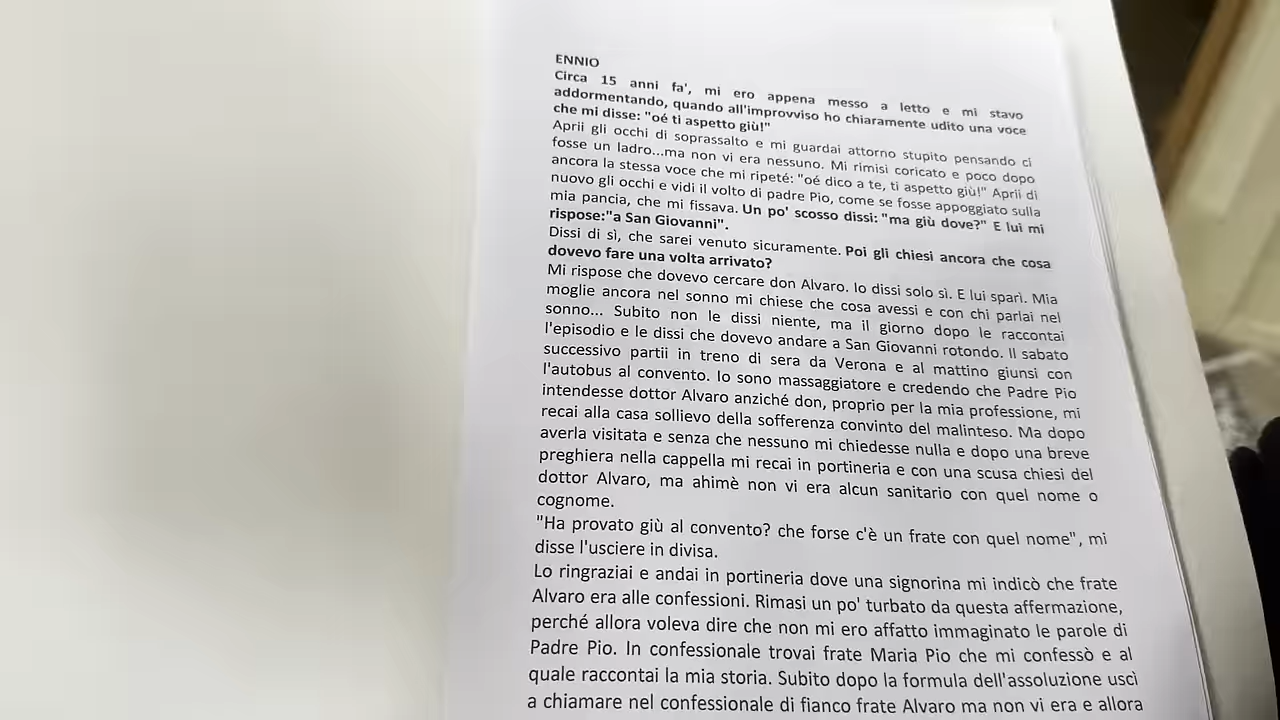 ENNIO
Circa 15 anni fa', mi ero appena messo a letto e mi stavo
addormentando, quando all'improvviso ho chiaramente udito una voce
che mi disse: "oé ti aspetto giù!"
Aprii gli occhi di soprassalto e mi guardai attorno stupito pensando ci
fosse un ladro...ma non vi era nessuno. Mi rimisi coricato e poco dopo
ancora la stessa voce che mi ripeté: "oé dico a te, ti aspetto giù!" Aprii di
nuovo gli occhi e vidi il volto di padre Pio, come se fosse appoggiato sulla
mia pancia, che mi fissava. Un po' scosso dissi: "ma giù dove?" E lui mi
rispose:"a San Giovanni".
Dissi di sì, che sarei venuto sicuramente. Poi gli chiesi ancora che cosa
dovevo fare una volta arrivato?
Mi rispose che dovevo cercare don Alvaro. Io dissi solo sì. E lui sparì. Mia
moglie ancora nel sonno mi chiese che cosa avessi e con chi parlai nel
sonno... Subito non le dissi niente, ma il giorno dopo le raccontai
l'episodio e le dissi che dovevo andare a San Giovanni rotondo. Il sabato
successivo partii in treno di sera da Verona e al mattino giunsi con
l'autobus al convento. Io sono massaggiatore e credendo che Padre Pio
intendesse dottor Alvaro anziché don, proprio per la mia professione, mi
recai alla casa sollievo della sofferenza convinto del malinteso. Ma dopo
averla visitata e senza che nessuno mi chiedesse nulla e dopo una breve
preghiera nella cappella mi recai in portineria e con una scusa chiesi del
dottor Alvaro, ma ahimè non vi era alcun sanitario con quel nome o
cognome.
"Ha provato giù al convento? che forse c'è un frate con quel nome", mi
disse l'usciere in divisa.
Lo ringraziai e andai in portineria dove una signorina mi indicò che frate
Alvaro era alle confessioni. Rimasi un po' turbato da questa affermazione,
perché allora voleva dire che non mi ero affatto immaginato le parole di
Padre Pio. In confessionale trovai frate Maria Pio che mi confessò e al
quale raccontai la mia storia. Subito dopo la formula dell'assoluzione uscì
a chiamare nel confessionale di fianco frate Alvaro ma non vi era e allora